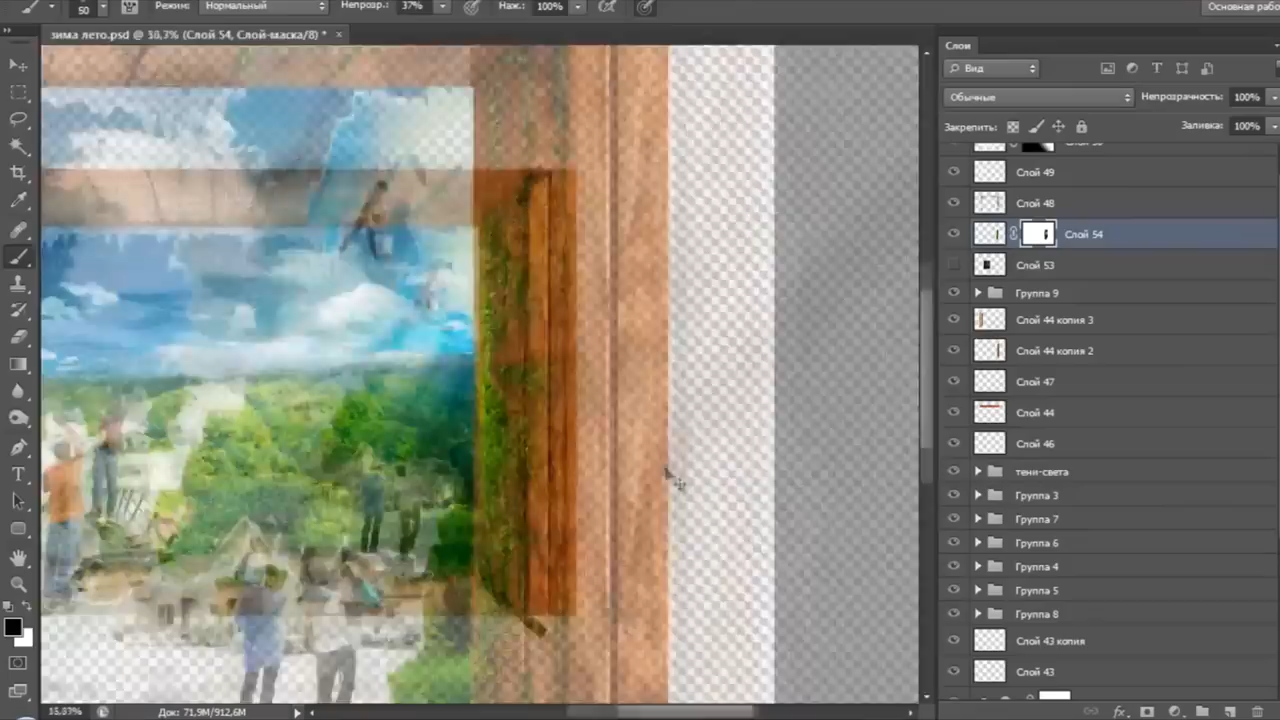 50
Режим: Нормальный
Непрозр.: 37%
Наж.: 100%
Основная рабо
зима лето.psd @ 38,7% (Слой 54, Слой-маска/8) * ×
Слои
Вид
Обычные
Непрозрачность: 100%
Закрепить:
Заливка: 100%
Слой 49
Слой 48
Слой 54
Слой 53
Группа 9
Слой 44 копия 3
Слой 44 копия 2
Слой 47
Слой 44
Слой 46
тени-света
Группа 3
Группа 7
Группа 6
Группа 4
Группа 5
Группа 8
Слой 43 копия
Слой 43
Док: 71,9M/912,6M